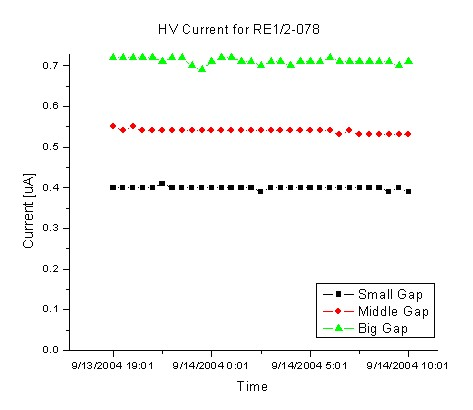 HV Current for RE1/2-078
0.7
0.6
0.5
0.4
0.3
0.2
0.1
0.0
Current [uA]
Small Gap
Middle Gap
Big Gap
9/13/2004 19:01 9/14/2004 0:01 9/14/2004 5:01 9/14/2004 10:01
Time